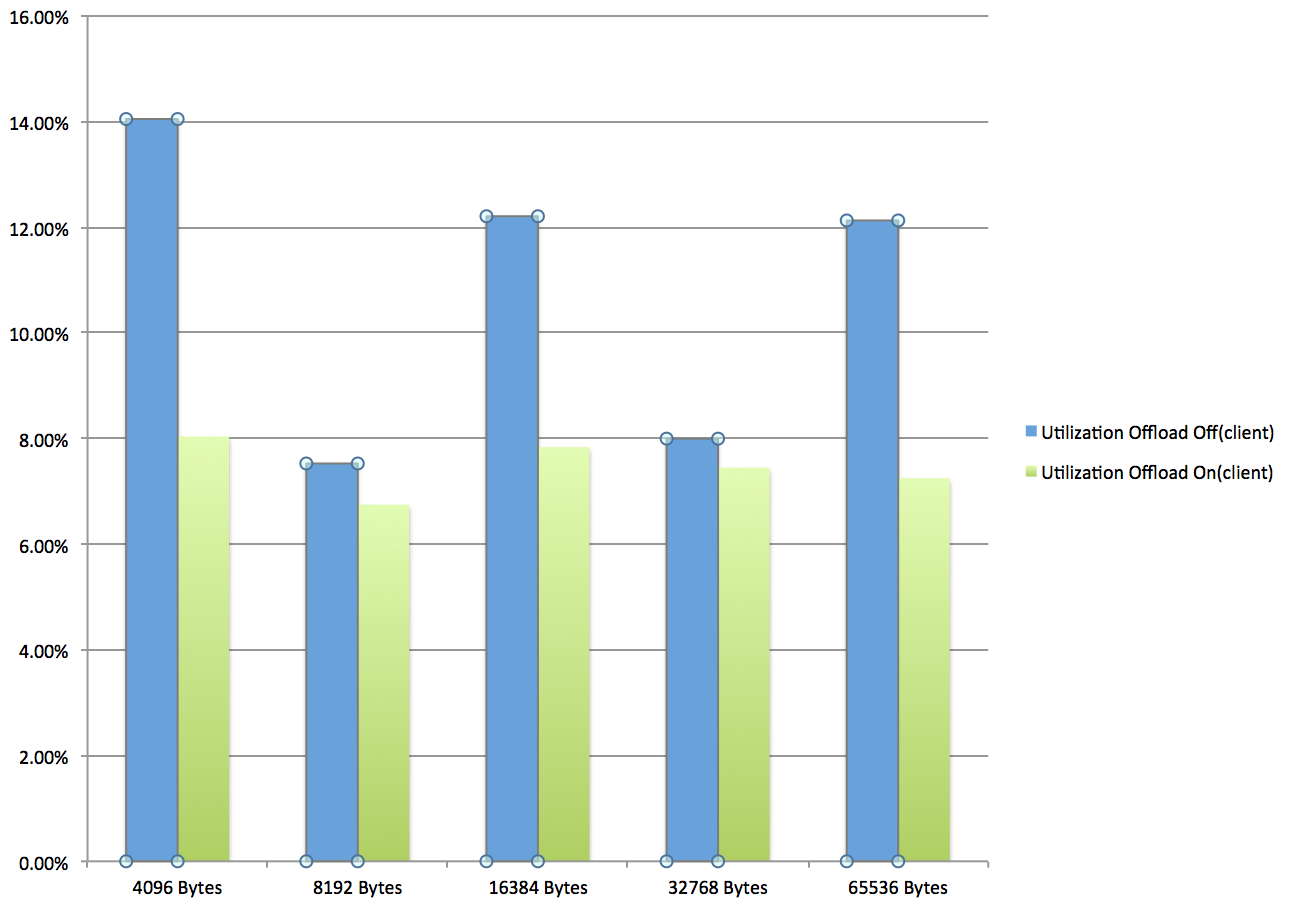 16.00%
14.00%
12.00%
10.00%
8.00%
6.00%
4.00%
2.00%
0.00%
4096 Bytes
8192 Bytes
16384 Bytes
32768 Bytes
65536 Bytes
Utilization Offload Off(client)
Utilization Offload On(client)